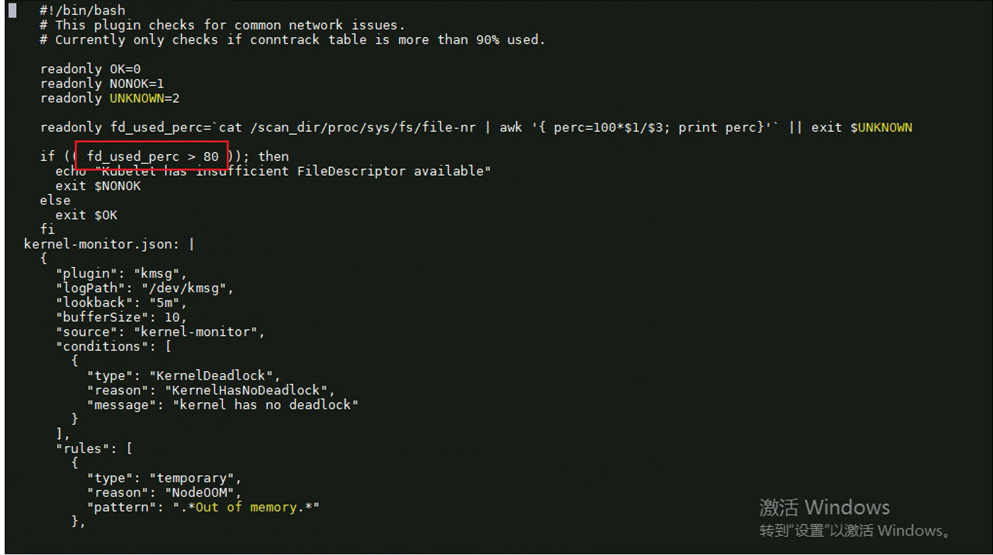 #!/bin/bash
# This plugin checks for common network issues.
# Currently only checks if conntrack table is more than 90% used.
readonly OK=0
readonly NONOK=1
readonly UNKNOWN=2
readonly fd_used_perc=`cat /scan_dir/proc/sys/fs/file-nr | awk '{ perc=100*$1/$3; print perc}'` || exit $UNKNOWN
if (( fd_used_perc > 80 )); then
echo "Kubelet has insufficient FileDescriptor available"
exit $NONOK
else
exit $OK
fi
kernel-monitor.json: |
{
"plugin": "kmsg",
"logPath": "/dev/kmsg",
"lookback": "5m",
"bufferSize": 10,
"source": "kernel-monitor",
"conditions": [
{
"type": "KernelDeadlock",
"reason": "KernelHasNoDeadlock",
"message": "kernel has no deadlock"
}
],
"rules": [
{
"type": "temporary",
"reason": "NodeOOM",
"pattern": ".*Out of memory.*"
},
激活 Windows
转到“设置”以激活 Windows。